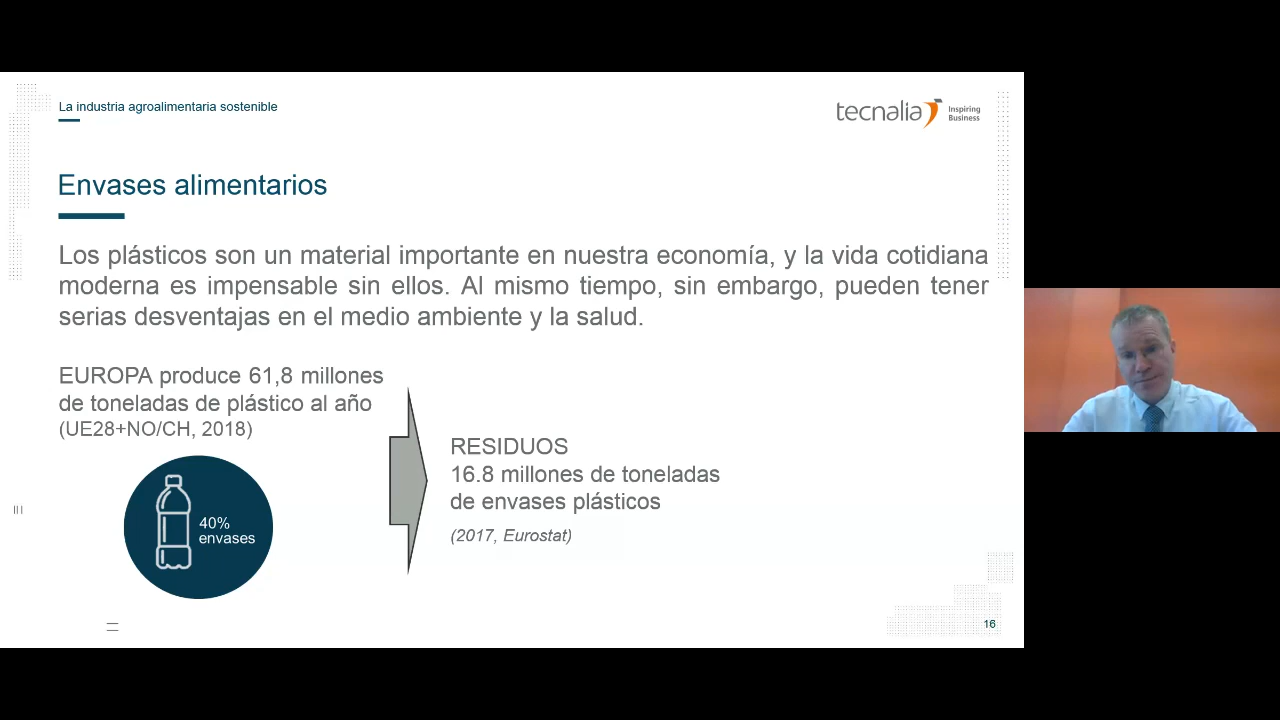 La industria agroalimentaria sostenible
tecnalia Inspiring
Business
Envases alimentarios
Los plásticos son un material importante en nuestra economía, y la vida cotidiana
moderna es impensable sin ellos. Al mismo tiempo, sin embargo, pueden tener
serias desventajas en el medio ambiente y la salud.
EUROPA produce 61,8 millones
de toneladas de plástico al año
(UE28+NO/CH, 2018)
40%
envases
RESIDUOS
16.8 millones de toneladas
de envases plásticos
(2017, Eurostat)
16